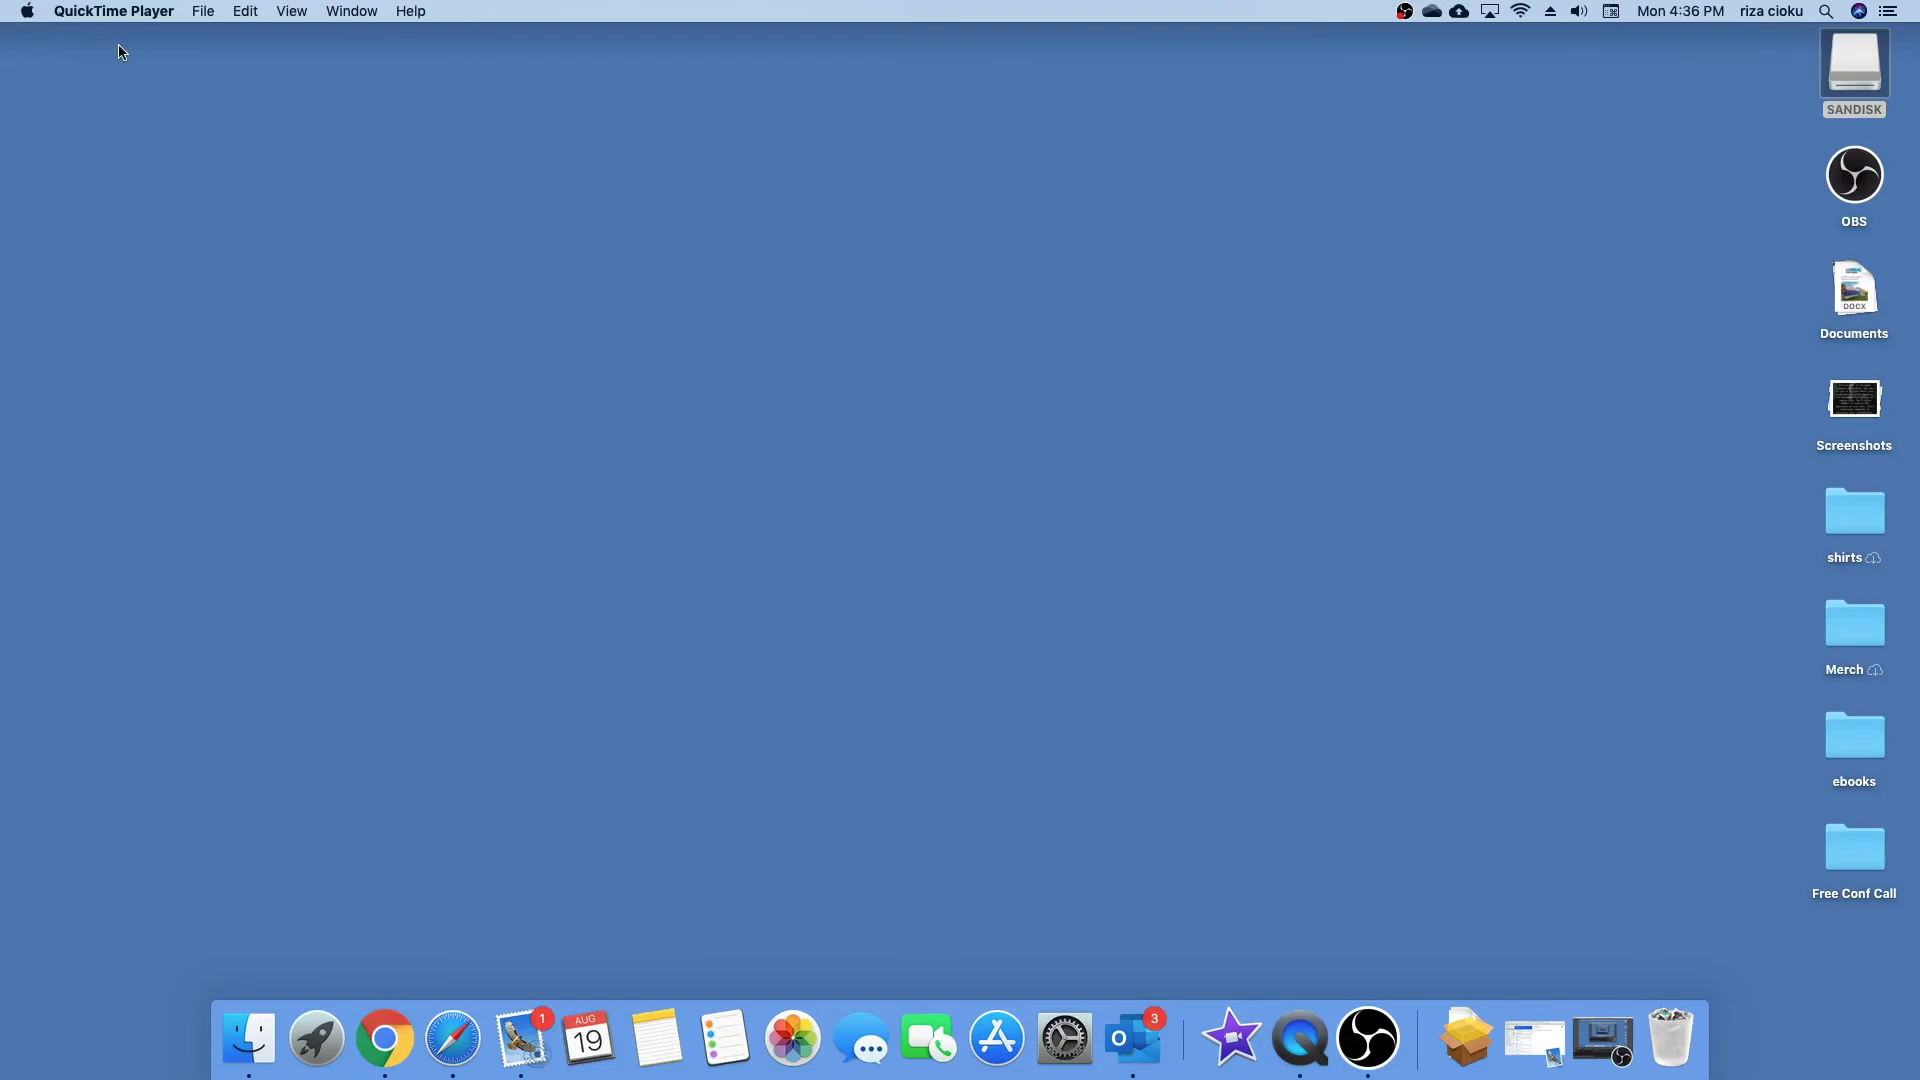 QuickTime Player File Edit View Window Help Mon 4:36 PM riza cioku
SANDISK
OBS
DOCX
Documents
Screenshots
shirts
Merch
ebooks
Free Conf Call
1
AUG
19
3